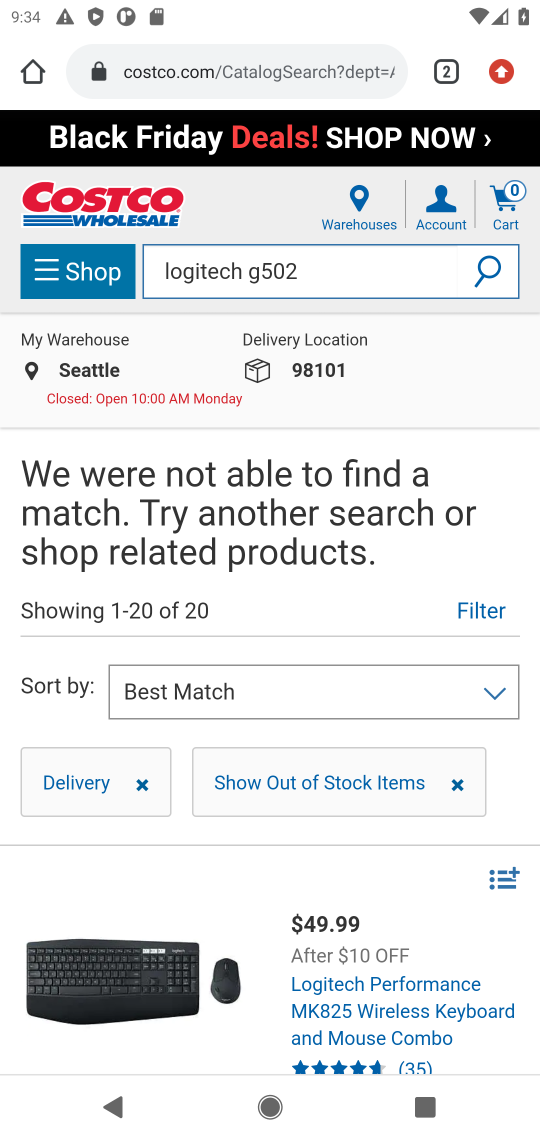 9:34
costco.com/CatalogSearch?dept=A
2
Black Friday Deals! SHOP NOW ›
COSTCO
WHOLESALE
Warehouses
Account
0
Cart
Shop
logitech g502
My Warehouse
Delivery Location
Seattle
98101
Closed: Open 10:00 AM Monday
We were not able to find a
match. Try another search or
shop related products.
Showing 1-20 of 20
Filter
Sort by:
Best Match
Delivery ×
Show Out of Stock Items ×
$49.99
After $10 OFF
Logitech Performance
MK825 Wireless Keyboard
and Mouse Combo
(35)